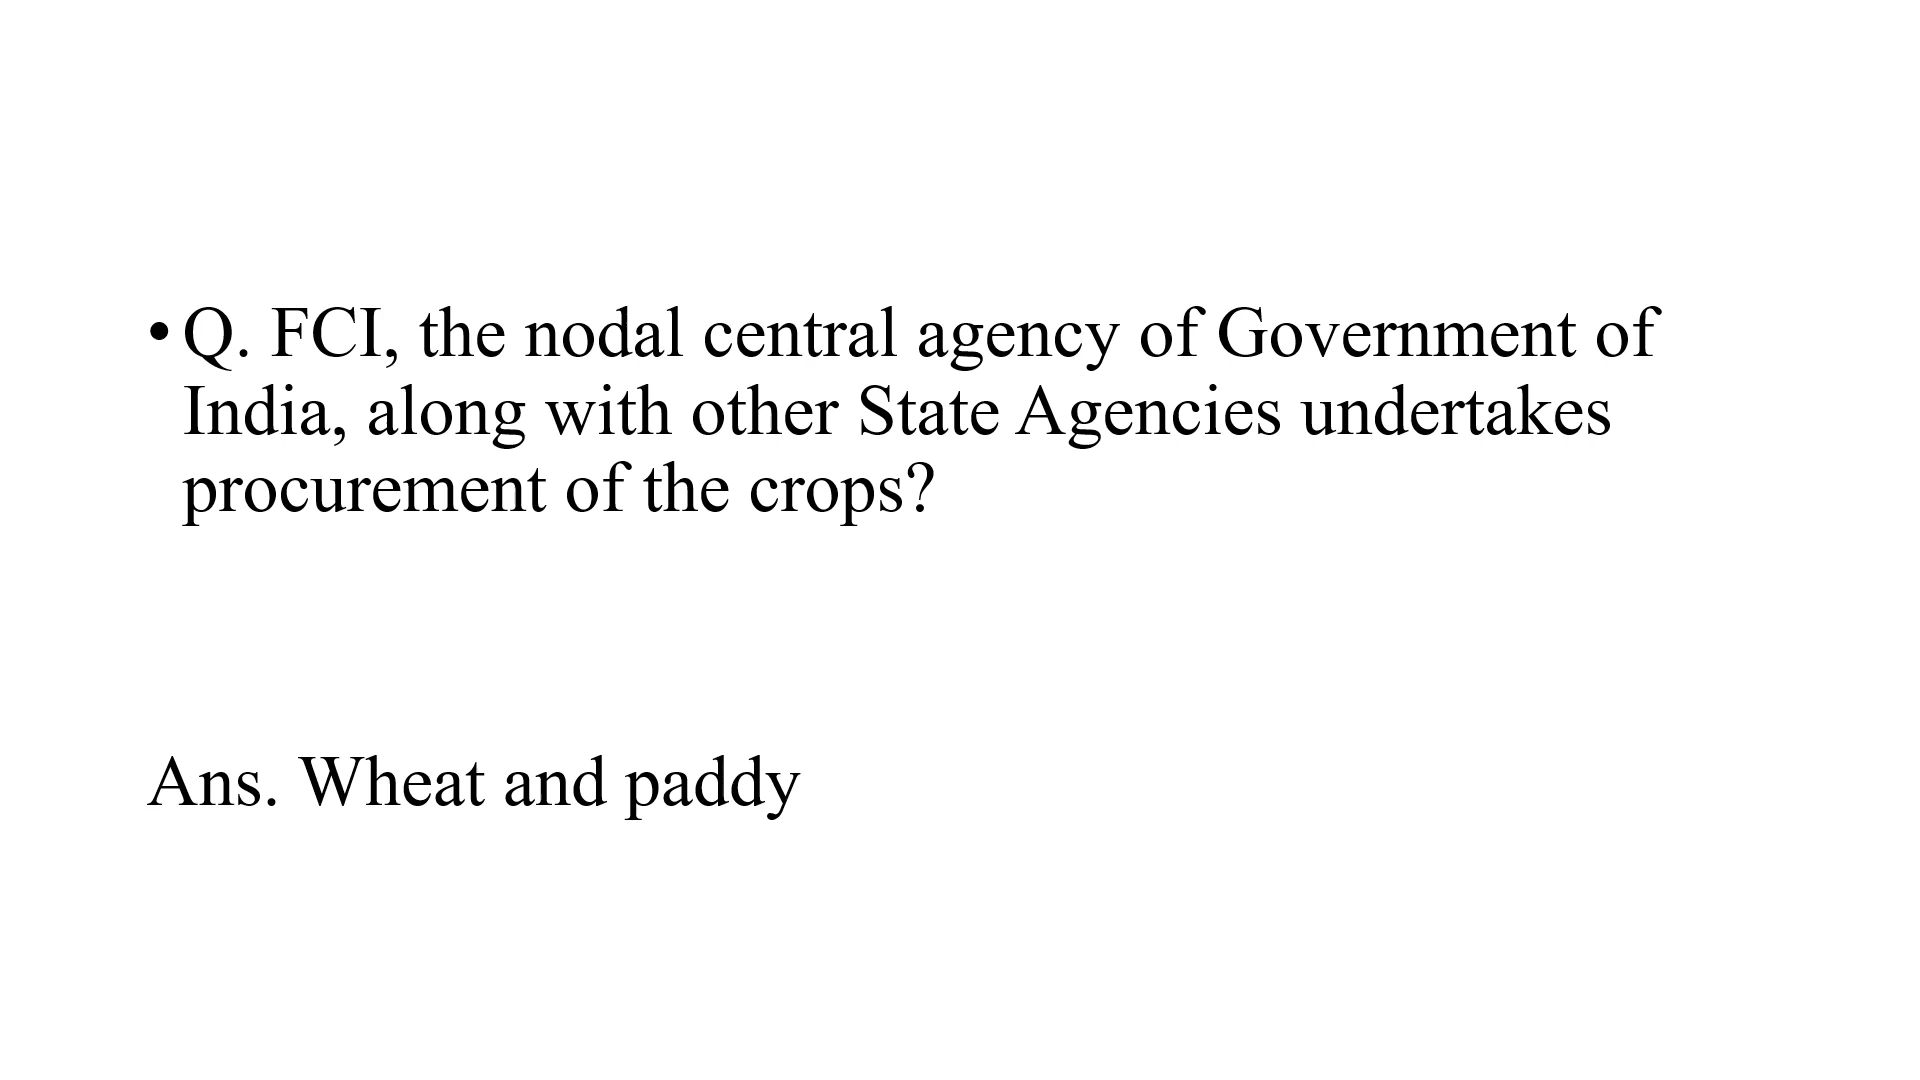 • Q. FCI, the nodal central agency of Government of
India, along with other State Agencies undertakes
procurement of the crops?
Ans. Wheat and paddy